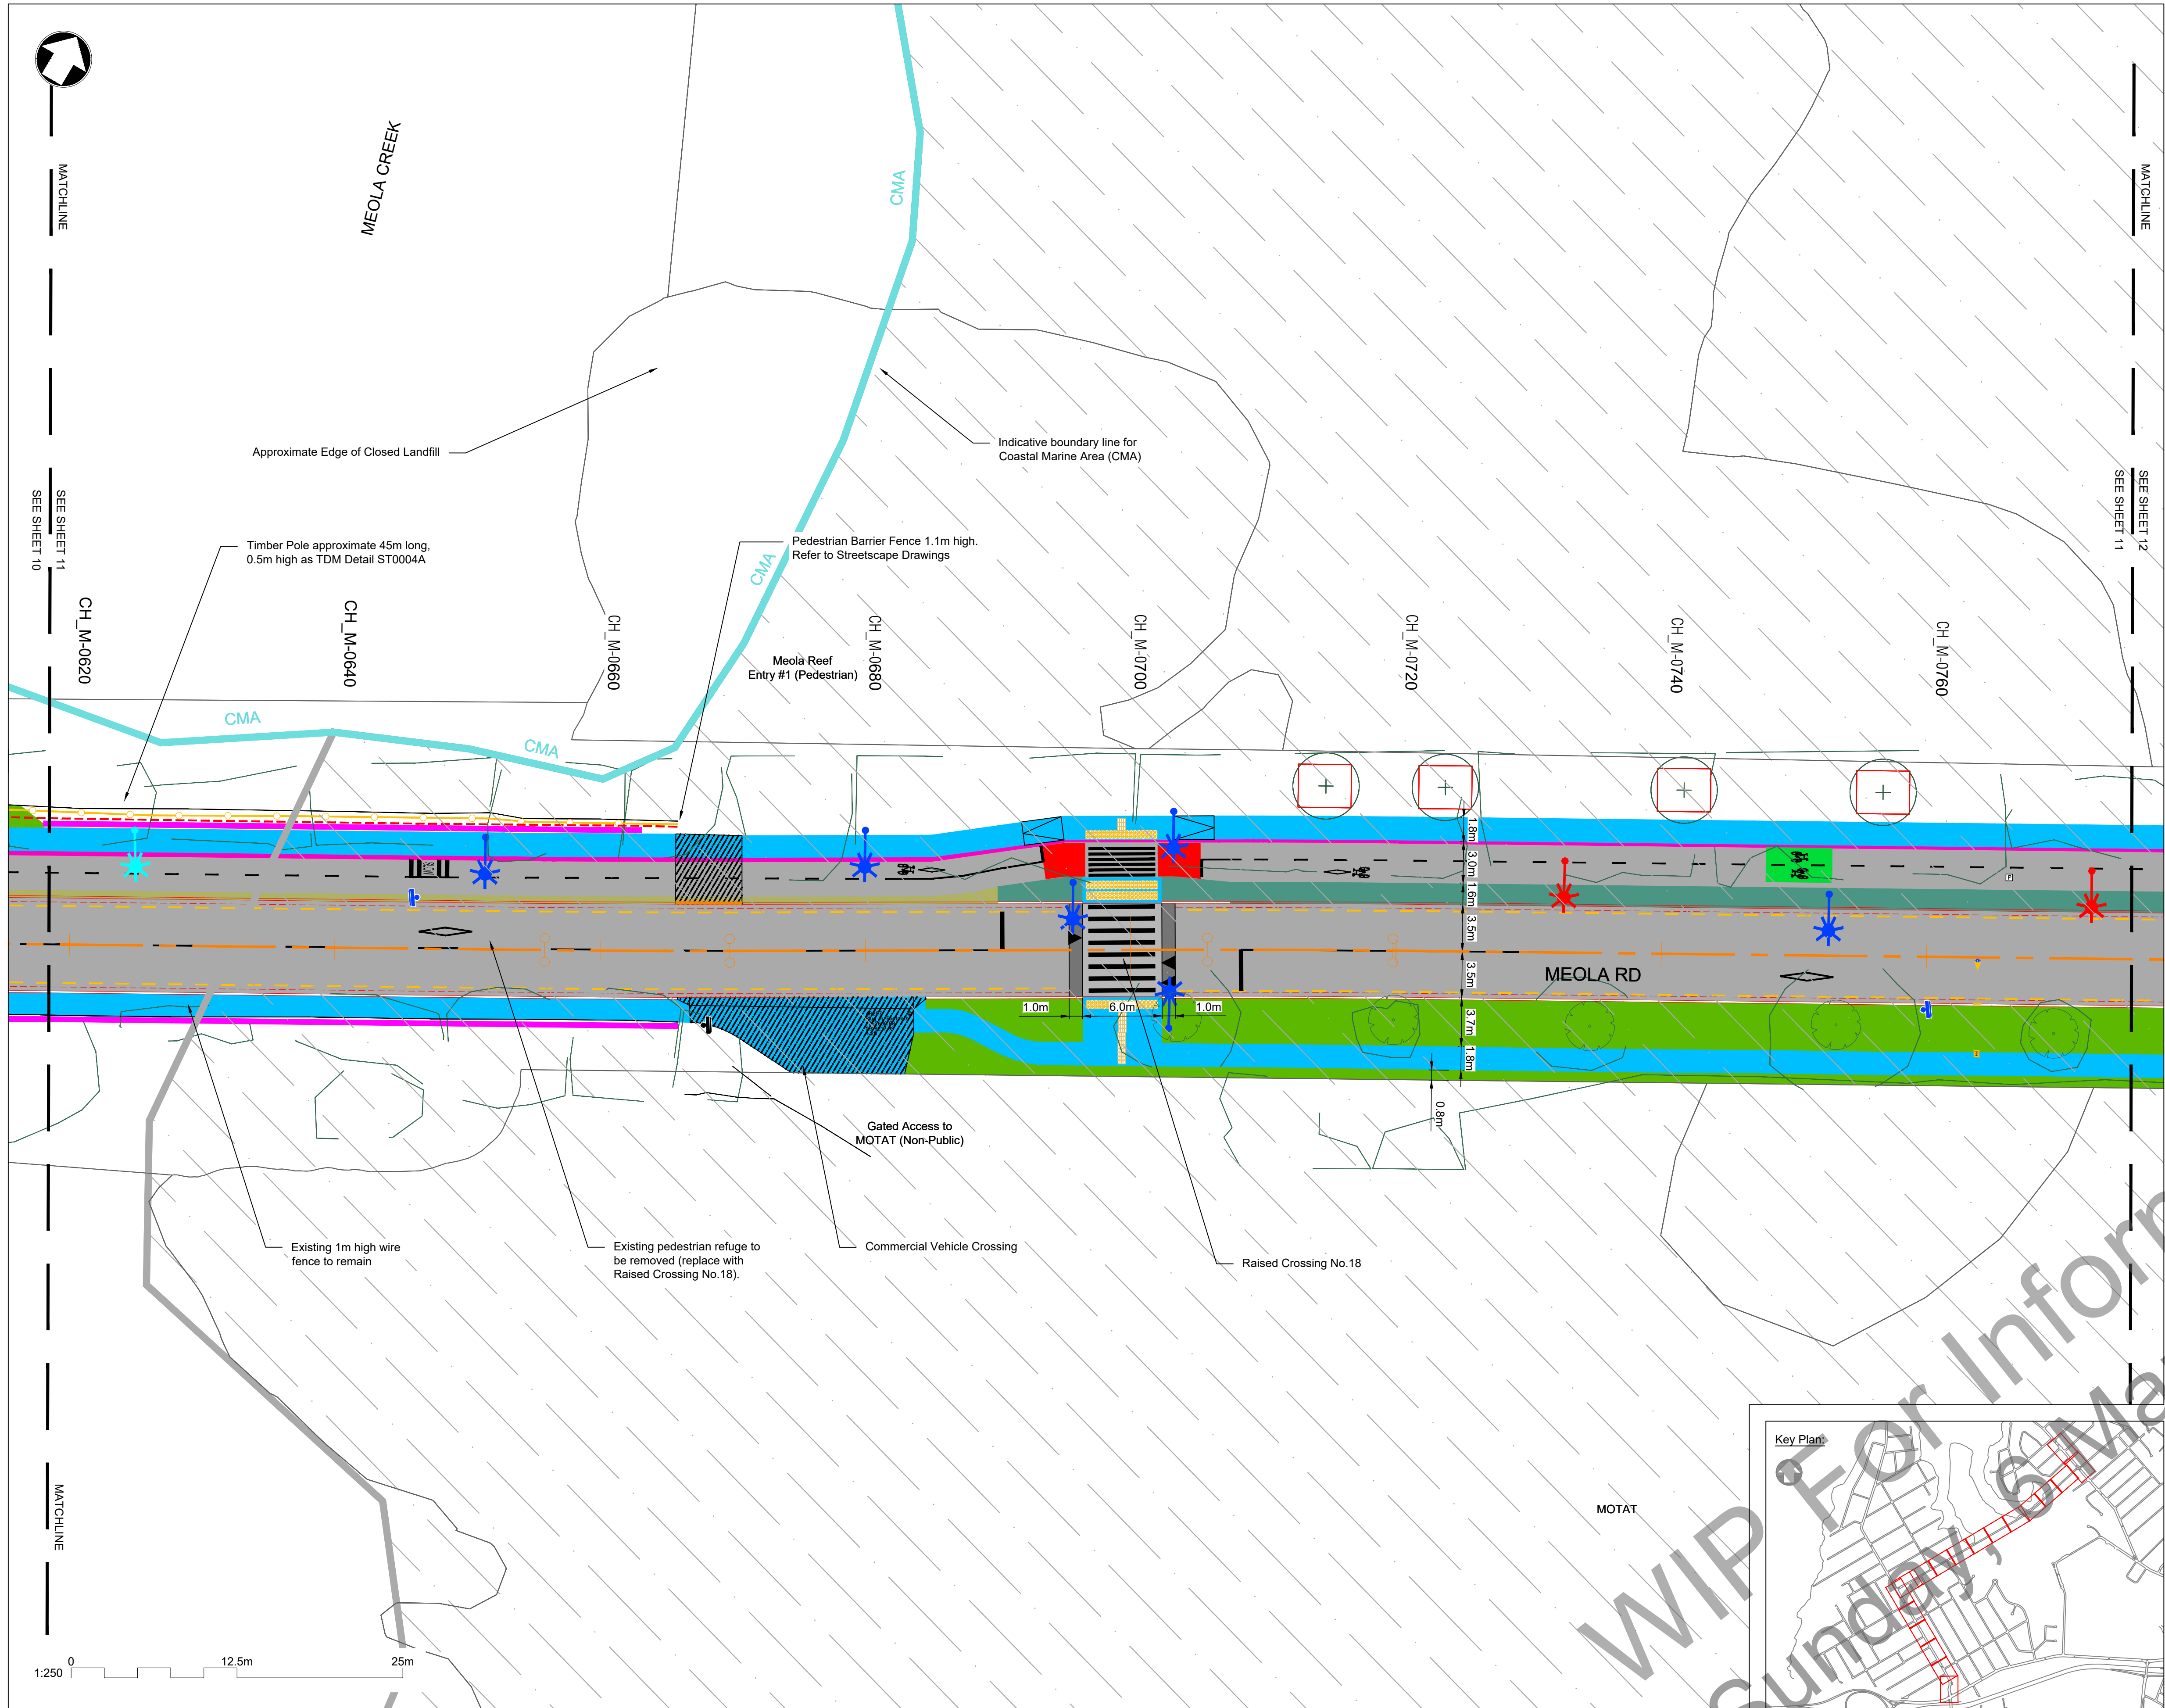 MATCHLINE
MEOLA CREEK
CMA
MATCHLINE
Approximate Edge of Closed Landfill
Indicative boundary line for
Coastal Marine Area (CMA)
SEE SHEET 10
SEE SHEET 11
SEE SHEET 11
SEE SHEET 12
Timber Pole approximate 45m long,
0.5m high as TDM Detail ST0004A
Pedestrian Barrier Fence 1.1m high.
Refer to Streetscape Drawings
CMA
CH_M-0620
CH_M-0640
CH_M-0660
CH_M-0680
CH_M-0700
CH_M-0720
CH_M-0740
CH_M-0760
Meola Reef
Entry #1 (Pedestrian)
CMA
CMA
1.8m
3.0m
1.6m
3.5m
3.5m
3.7m
1.8m
0.8m
MEOLA RD
1.0m
6.0m
1.0m
Gated Access to
MOTAT (Non-Public)
Existing 1m high wire
fence to remain
Existing pedestrian refuge to
be removed (replace with
Raised Crossing No.18).
Commercial Vehicle Crossing
Raised Crossing No.18
MATCHLINE
MOTAT
Key Plan:
1:250
0
12.5m
25m
WIP For Inform
Sunday, 6 Ma